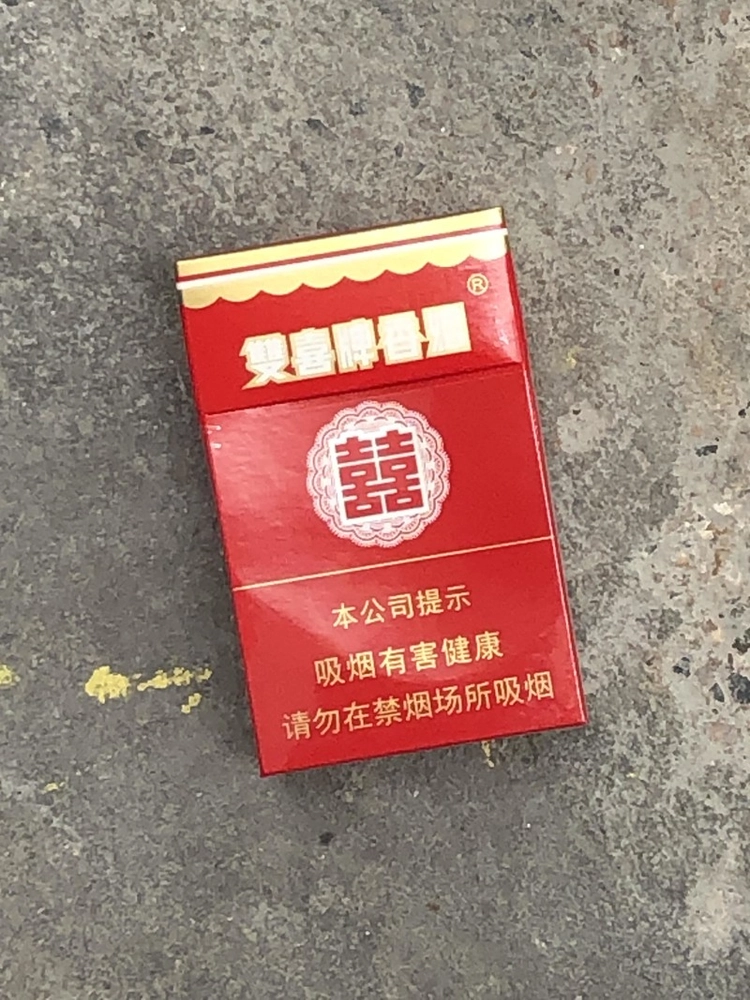 ®
雙喜牌香烟
囍
本公司提示
吸烟有害健康
请勿在禁烟场所吸烟